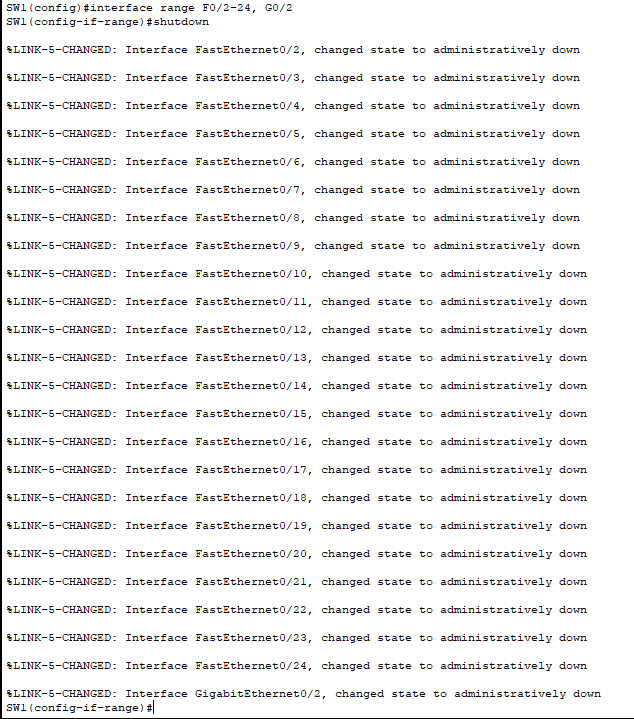 SW1(config)#interface range F0/2-24, G0/2
SW1(config-if-range)#shutdown
%LINK-5-CHANGED: Interface FastEthernet0/2, changed state to administratively down
%LINK-5-CHANGED: Interface FastEthernet0/3, changed state to administratively down
%LINK-5-CHANGED: Interface FastEthernet0/4, changed state to administratively down
%LINK-5-CHANGED: Interface FastEthernet0/5, changed state to administratively down
%LINK-5-CHANGED: Interface FastEthernet0/6, changed state to administratively down
%LINK-5-CHANGED: Interface FastEthernet0/7, changed state to administratively down
%LINK-5-CHANGED: Interface FastEthernet0/8, changed state to administratively down
%LINK-5-CHANGED: Interface FastEthernet0/9, changed state to administratively down
%LINK-5-CHANGED: Interface FastEthernet0/10, changed state to administratively down
%LINK-5-CHANGED: Interface FastEthernet0/11, changed state to administratively down
%LINK-5-CHANGED: Interface FastEthernet0/12, changed state to administratively down
%LINK-5-CHANGED: Interface FastEthernet0/13, changed state to administratively down
%LINK-5-CHANGED: Interface FastEthernet0/14, changed state to administratively down
%LINK-5-CHANGED: Interface FastEthernet0/15, changed state to administratively down
%LINK-5-CHANGED: Interface FastEthernet0/16, changed state to administratively down
%LINK-5-CHANGED: Interface FastEthernet0/17, changed state to administratively down
%LINK-5-CHANGED: Interface FastEthernet0/18, changed state to administratively down
%LINK-5-CHANGED: Interface FastEthernet0/19, changed state to administratively down
%LINK-5-CHANGED: Interface FastEthernet0/20, changed state to administratively down
%LINK-5-CHANGED: Interface FastEthernet0/21, changed state to administratively down
%LINK-5-CHANGED: Interface FastEthernet0/22, changed state to administratively down
%LINK-5-CHANGED: Interface FastEthernet0/23, changed state to administratively down
%LINK-5-CHANGED: Interface FastEthernet0/24, changed state to administratively down
%LINK-5-CHANGED: Interface GigabitEthernet0/2, changed state to administratively down
SW1(config-if-range)#